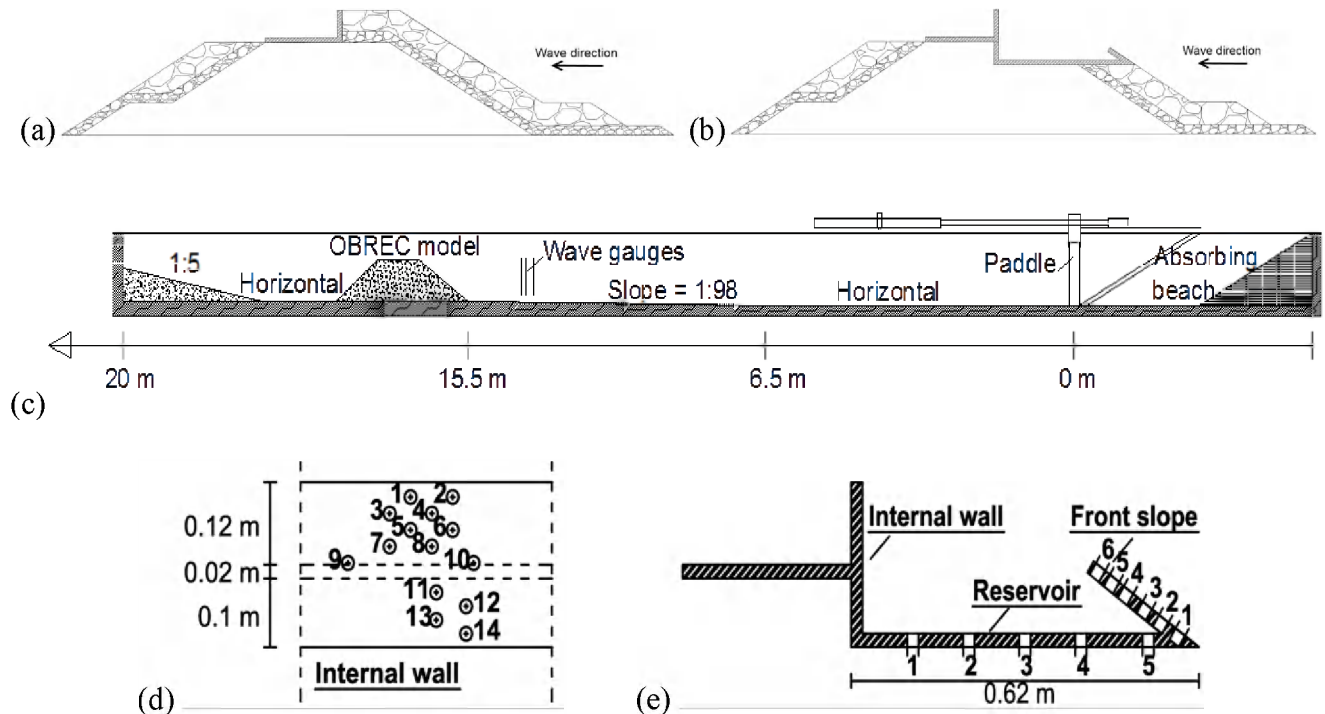 Wave direction
Wave direction
(a)
(b)
OBREC model
Wave gauges
1:5
Horizontal
Slope = 1:98
Horizontal
Paddle
Absorbing
beach
20 m
15.5 m
6.5 m
0 m
(c)
1 2
3 4
5 6
7 8
9 10
11
12
13
14
0.12 m
0.02 m
0.1 m
Internal wall
(d)
Internal wall
Front slope
6 5 4 3 2 1
Reservoir
1 2 3 4 5
0.62 m
(e)